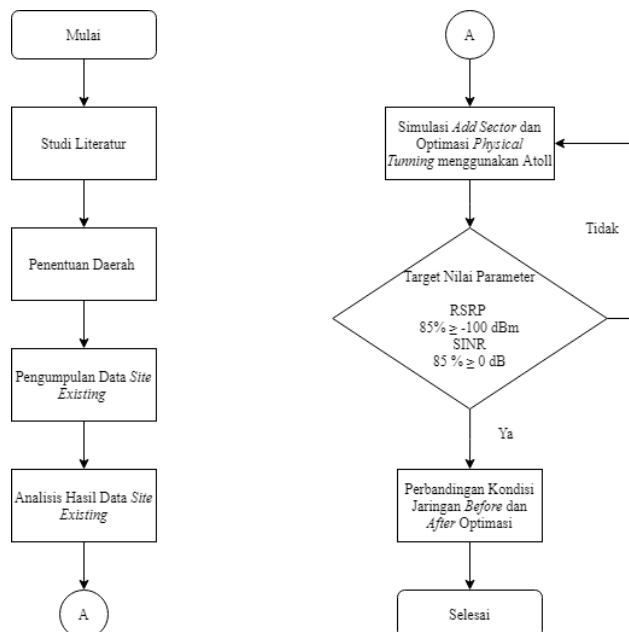 Mulai
Studi Literatur
Penentuan Daerah
Pengumpulan Data Site
Existing
Analisis Hasil Data Site
Existing
A
A
Simulasi Add Sector dan
Optimasi Physical
Tunning menggunakan Atoll
Tidak
Target Nilai Parameter
RSRP
85% ≥ -100 dBm
SINR
85 % ≥ 0 dB
Ya
Perbandingan Kondisi
Jaringan Before dan
After Optimasi
Selesai